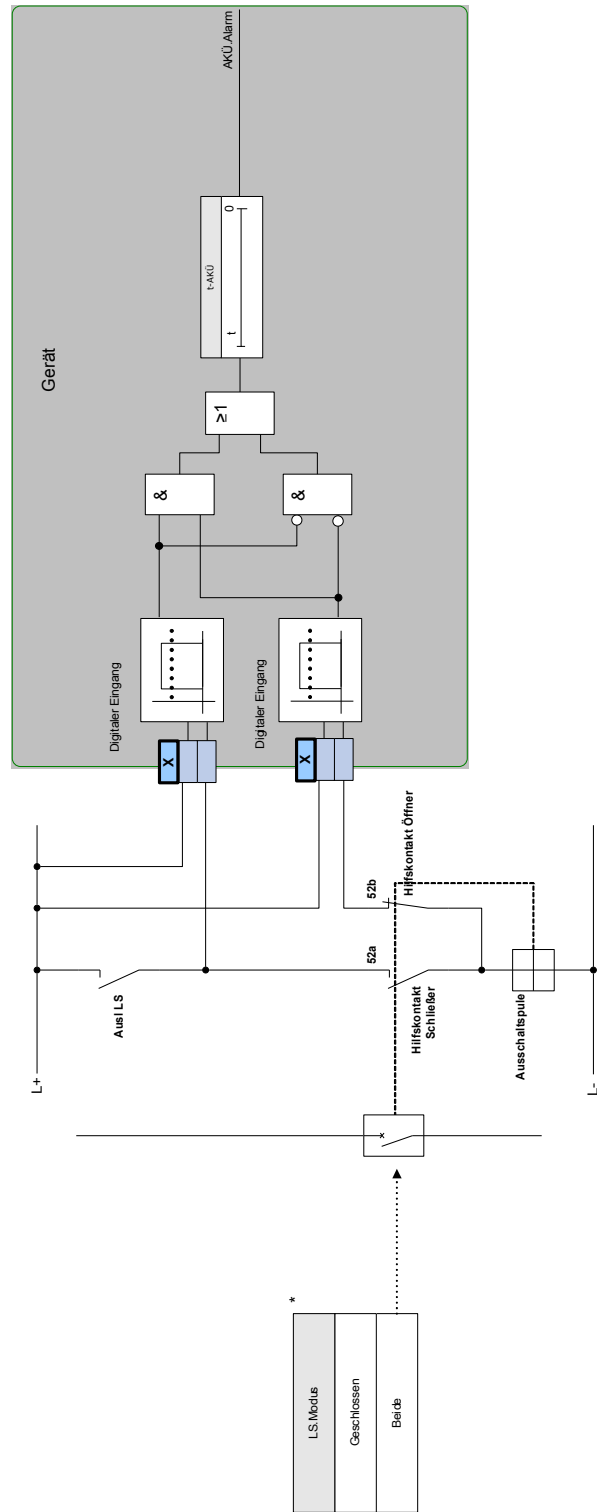 LS.Modus
Geschlossen
Beide
*
L+
Ausl LS
52a
52b
Hilfskontakt
Schließer
Hilfskontakt Öffner
Ausschaltspule
L-
Gerät
Digitaler Eingang
X
Digitaler Eingang
X
&
&
≥1
t-AKÜ
t
0
AKÜ.Alarm